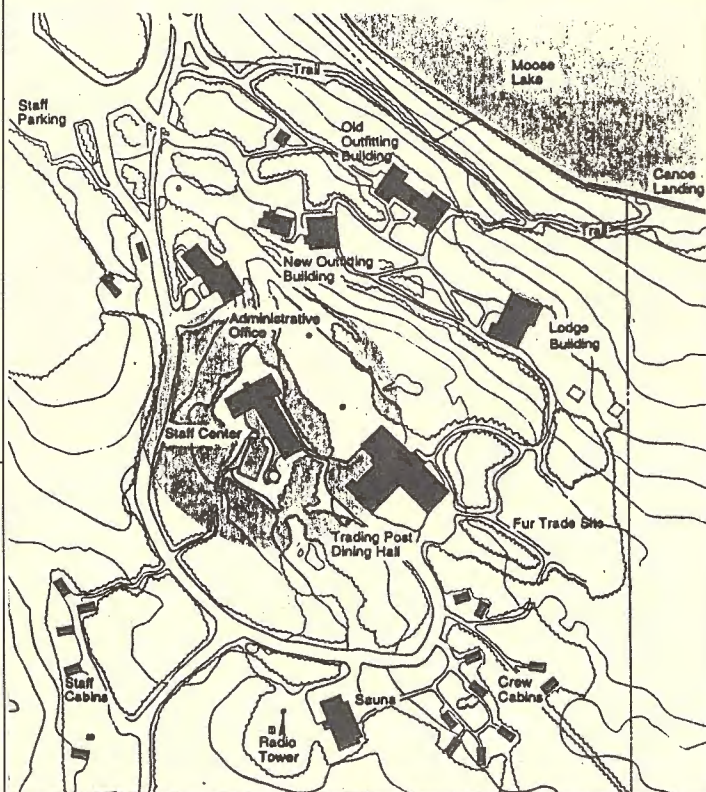 Moose
Lake
Trail
Staff
Parking
Old
Outfitting
Building
Canoe
Landing
Trail
New Outfitting
Building
Administrative
Office
Lodge
Building
Staff Center
Fur Trade Site
Trading Post
Dining Hall
Staff
Cabins
Sauna
Crew
Cabins
Radio
Tower